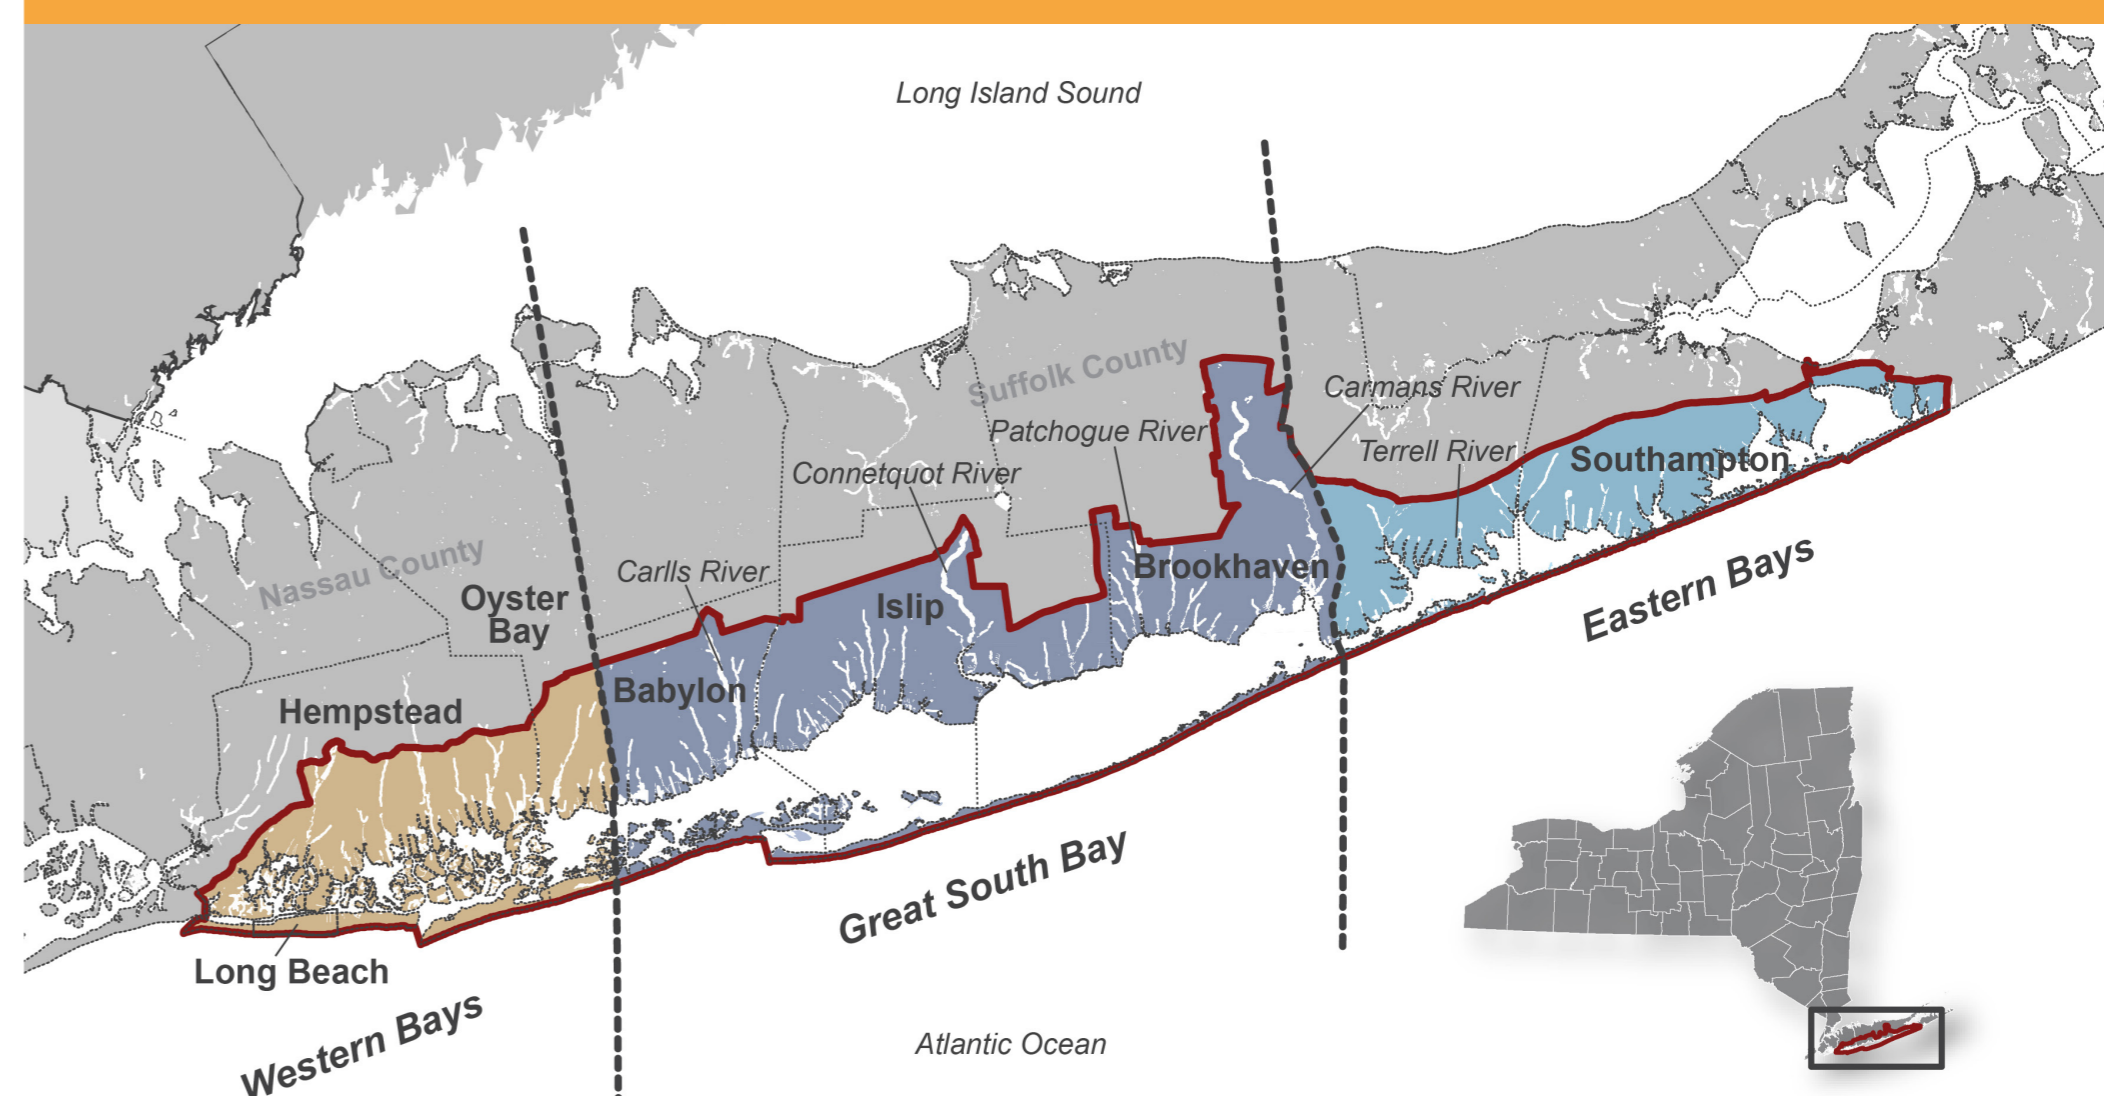 Long Island Sound
Suffolk County
Carmans River
Patchogue River
Terrell River
Southampton
Connetquot River
Nassau County
Oyster
Bay
Carlls River
Brookhaven
Islip
Eastern Bays
Babylon
Hempstead
Great South Bay
Long Beach
Western Bays
Atlantic Ocean